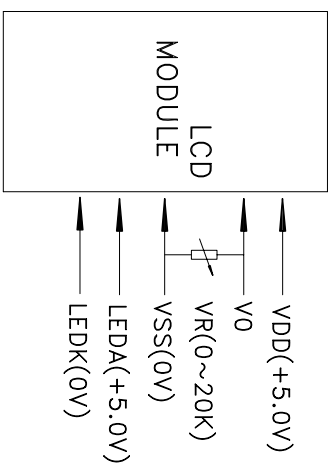 LCD
MODULE
VDD(+5.0V)
V0
VR(0~20K)
VSS(0V)
LEDA(+5.0V)
LEDK(0V)